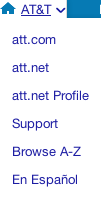 AT&T
att.com
att.net
att.net Profile
Support
Browse A-Z
En Español